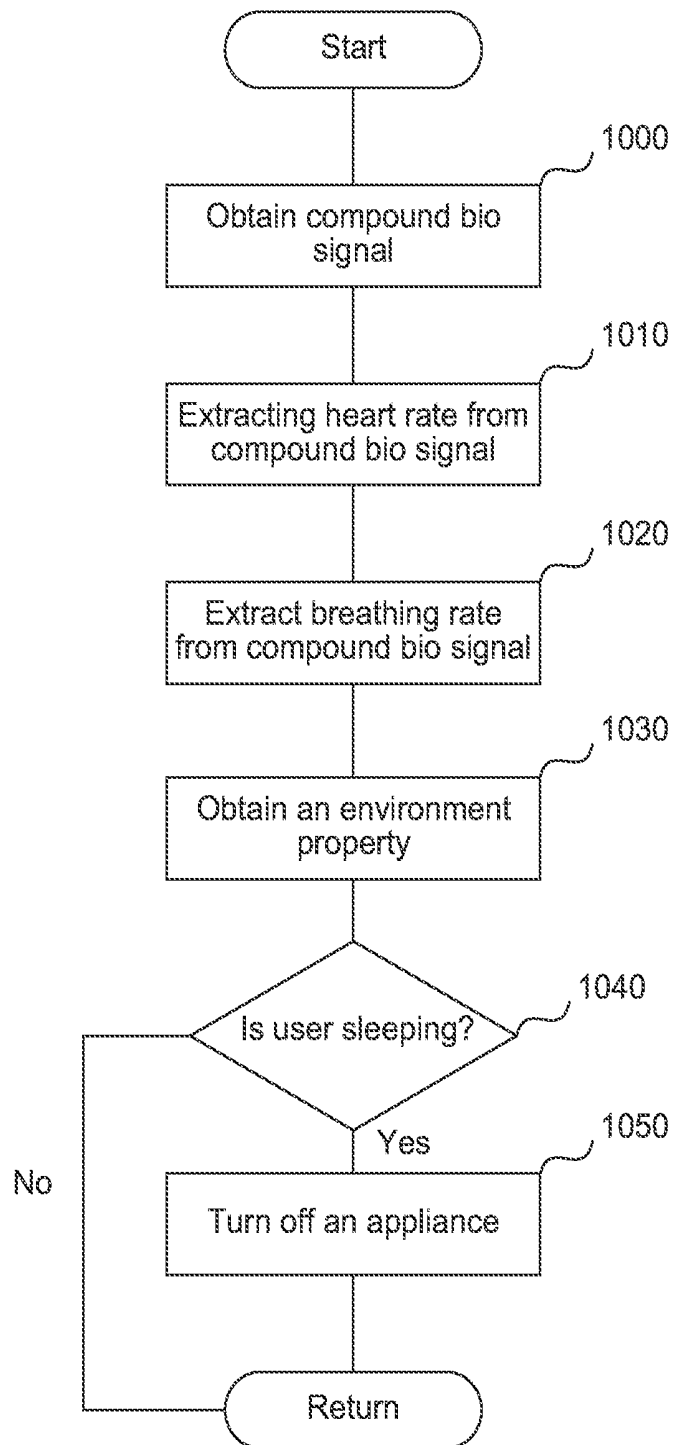 Start
1000
Obtain compound bio
signal
1010
Extracting heart rate from
compound bio signal
1020
Extract breathing rate
from compound bio signal
1030
Obtain an environment
property
1040
Is user sleeping?
Yes
1050
No
Turn off an appliance
Return